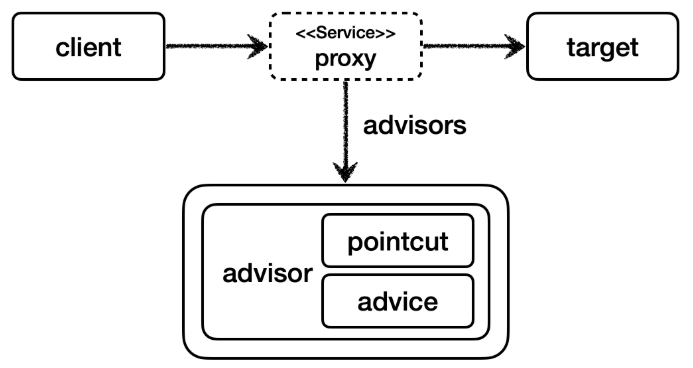 client
<<Service>>
proxy
target
advisors
advisor
pointcut
advice